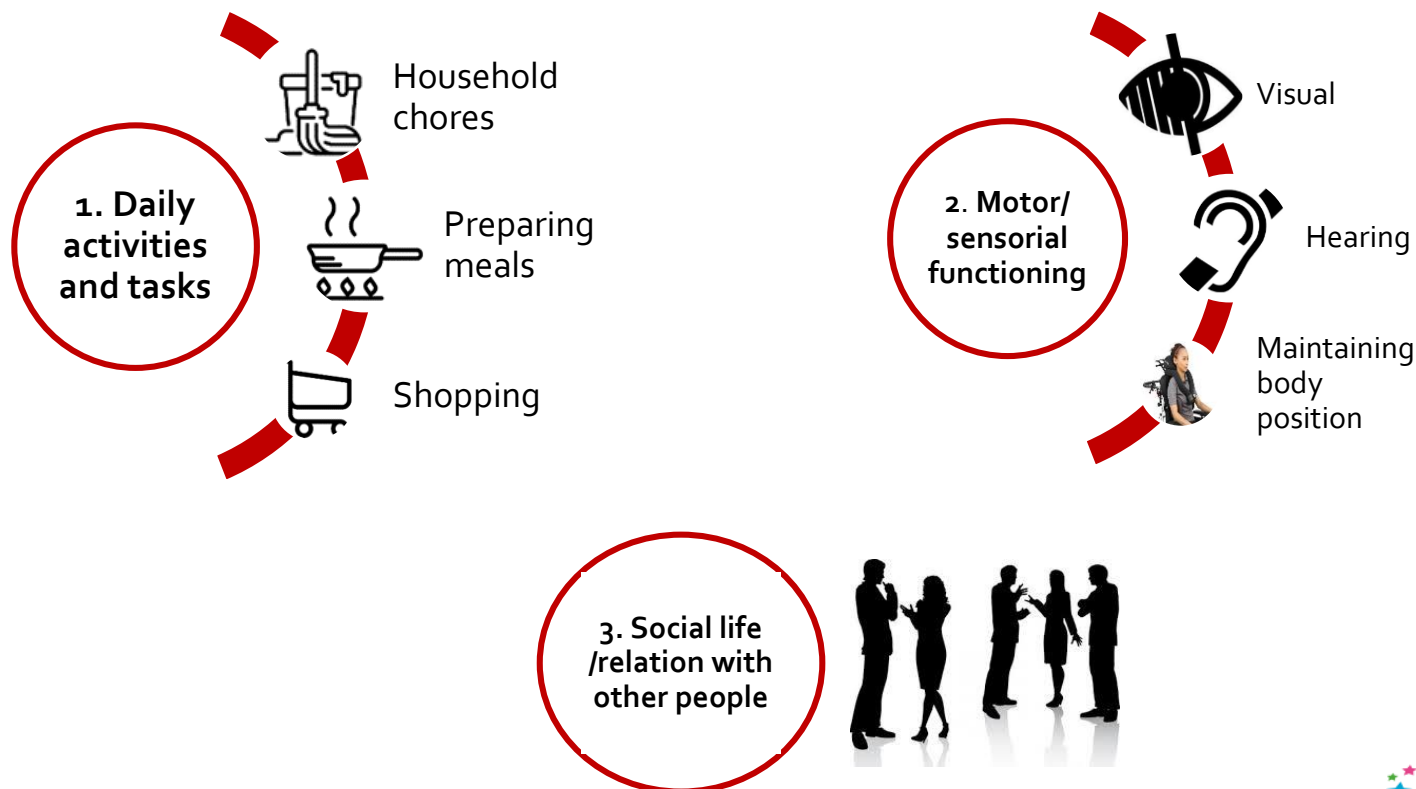 1. Daily
activities
and tasks
Household
chores
Preparing
meals
Shopping
2. Motor/
sensorial
functioning
Visual
Hearing
Maintaining
body
position
3. Social life
/relation with
other people